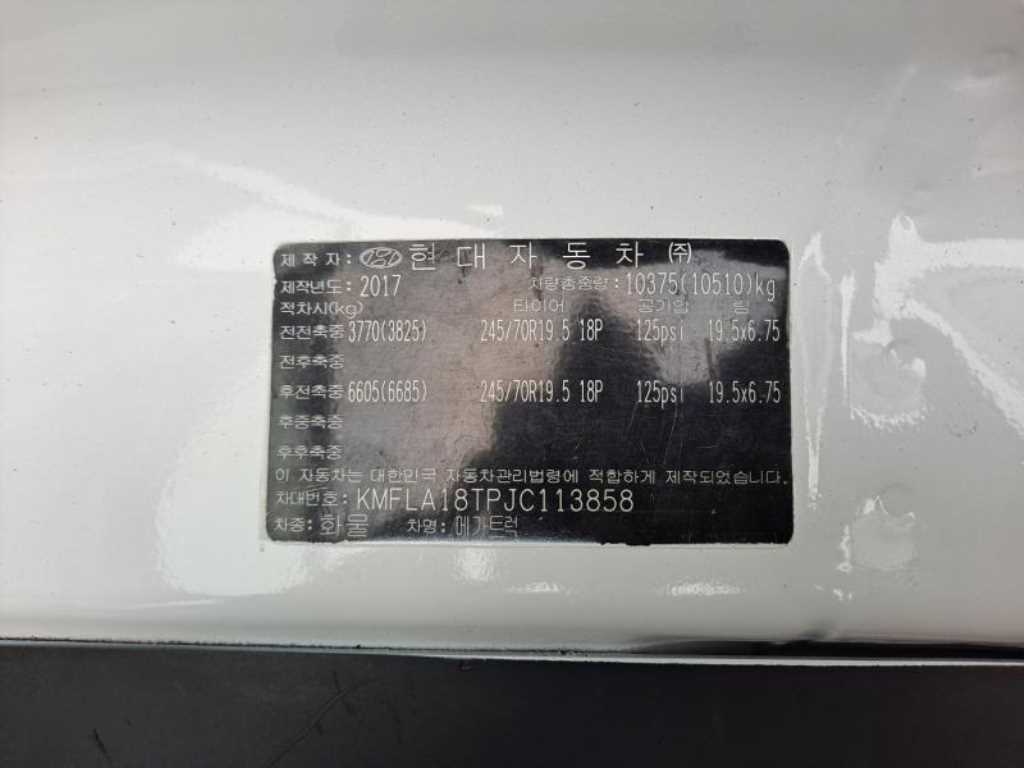 제 작 자 : 현 대 자 동 차 ㈜
제작년도 : 2017 차량총중량 : 10375(10510)kg
적차시(kg) 타이어 공기압 림
전전축중 3770(3825) 245/70R19.5 18P 125psi 19.5x6.75
전후축중
후전축중 6605(6685) 245/70R19.5 18P 125psi 19.5x6.75
후중축중
후후축중
이 자동차는 대한민국 자동차관리법령에 적합하게 제작되었습니다.
차대번호 : KMFLA18TPJC113858
차종 : 화물 차명 : 메가트럭